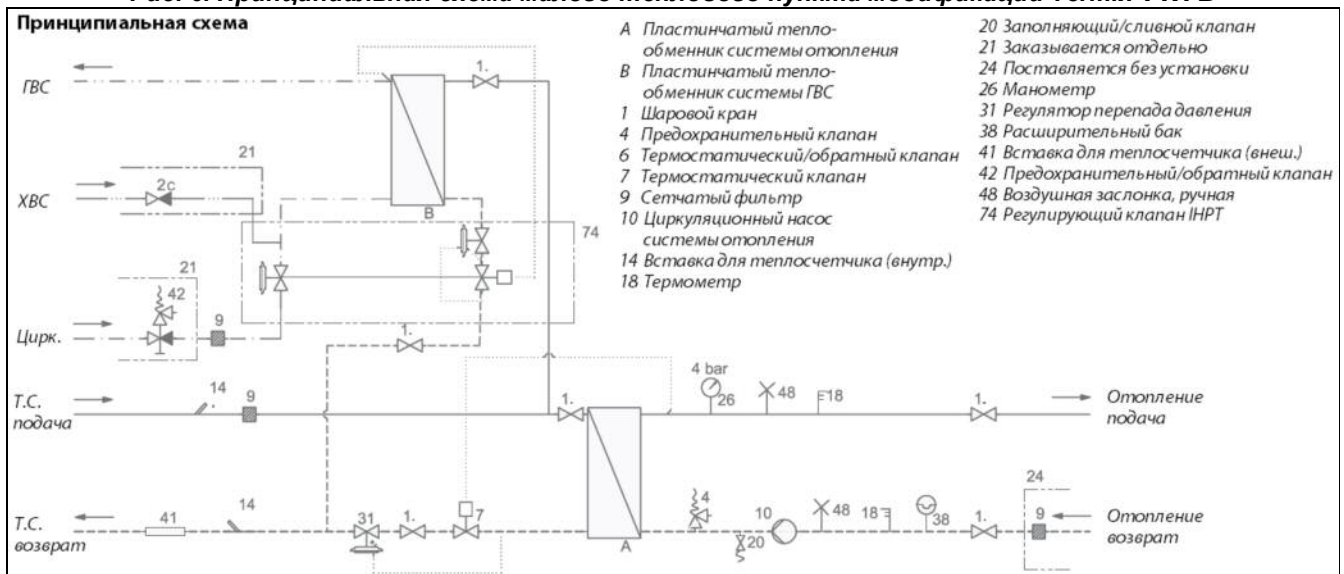 Принципиальная схема
ГВС
ХВС
Цирк.
Т.С.
подача
Т.С.
возврат
21
2c
21
42
9
14
9
14
41
31
1.
7
1.
B
74
1.
1.
A
4 bar
26
48
18
1.
4
20
10
48
18
38
1.
24
9
Отопление
подача
Отопление
возврат
A Пластинчатый тепло-
обменник системы отопления
B Пластинчатый тепло-
обменник системы ГВС
1 Шаровой кран
4 Предохранительный клапан
6 Термостатический/обратный клапан
7 Термостатический клапан
9 Сетчатый фильтр
10 Циркуляционный насос
системы отопления
14 Вставка для теплосчетчика (внутр.)
18 Термометр
20 Заполняющий/сливной клапан
21 Заказывается отдельно
24 Поставляется без установки
26 Манометр
31 Регулятор перепада давления
38 Расширительный бак
41 Вставка для теплосчетчика (внеш.)
42 Предохранительный/обратный клапан
48 Воздушная заслонка, ручная
74 Регулирующий клапан IHPT